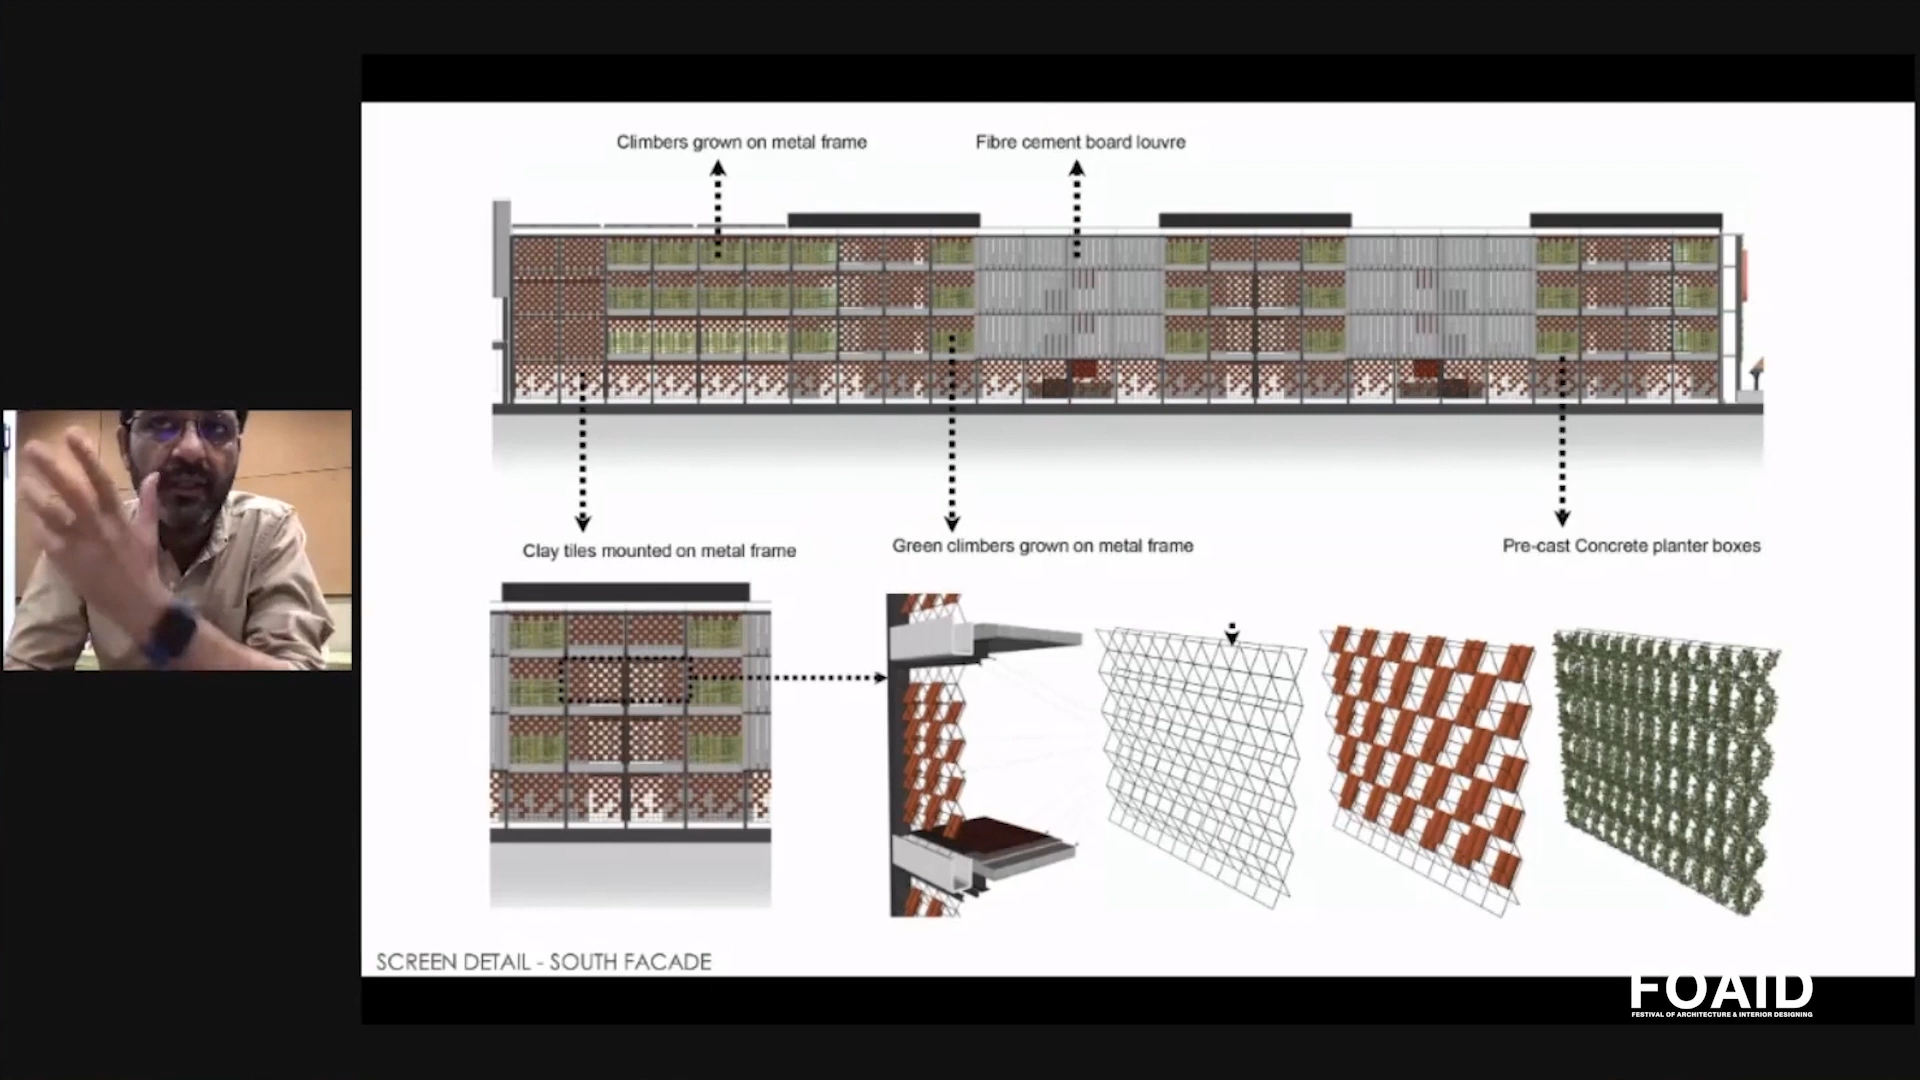 Climbers grown on metal frame
Fibre cement board louvre
Clay tiles mounted on metal frame
Green climbers grown on metal frame
Pre-cast Concrete planter boxes
SCREEN DETAIL - SOUTH FACADE
FOAID
FESTIVAL OF ARCHITECTURE & INTERIOR DESIGNING